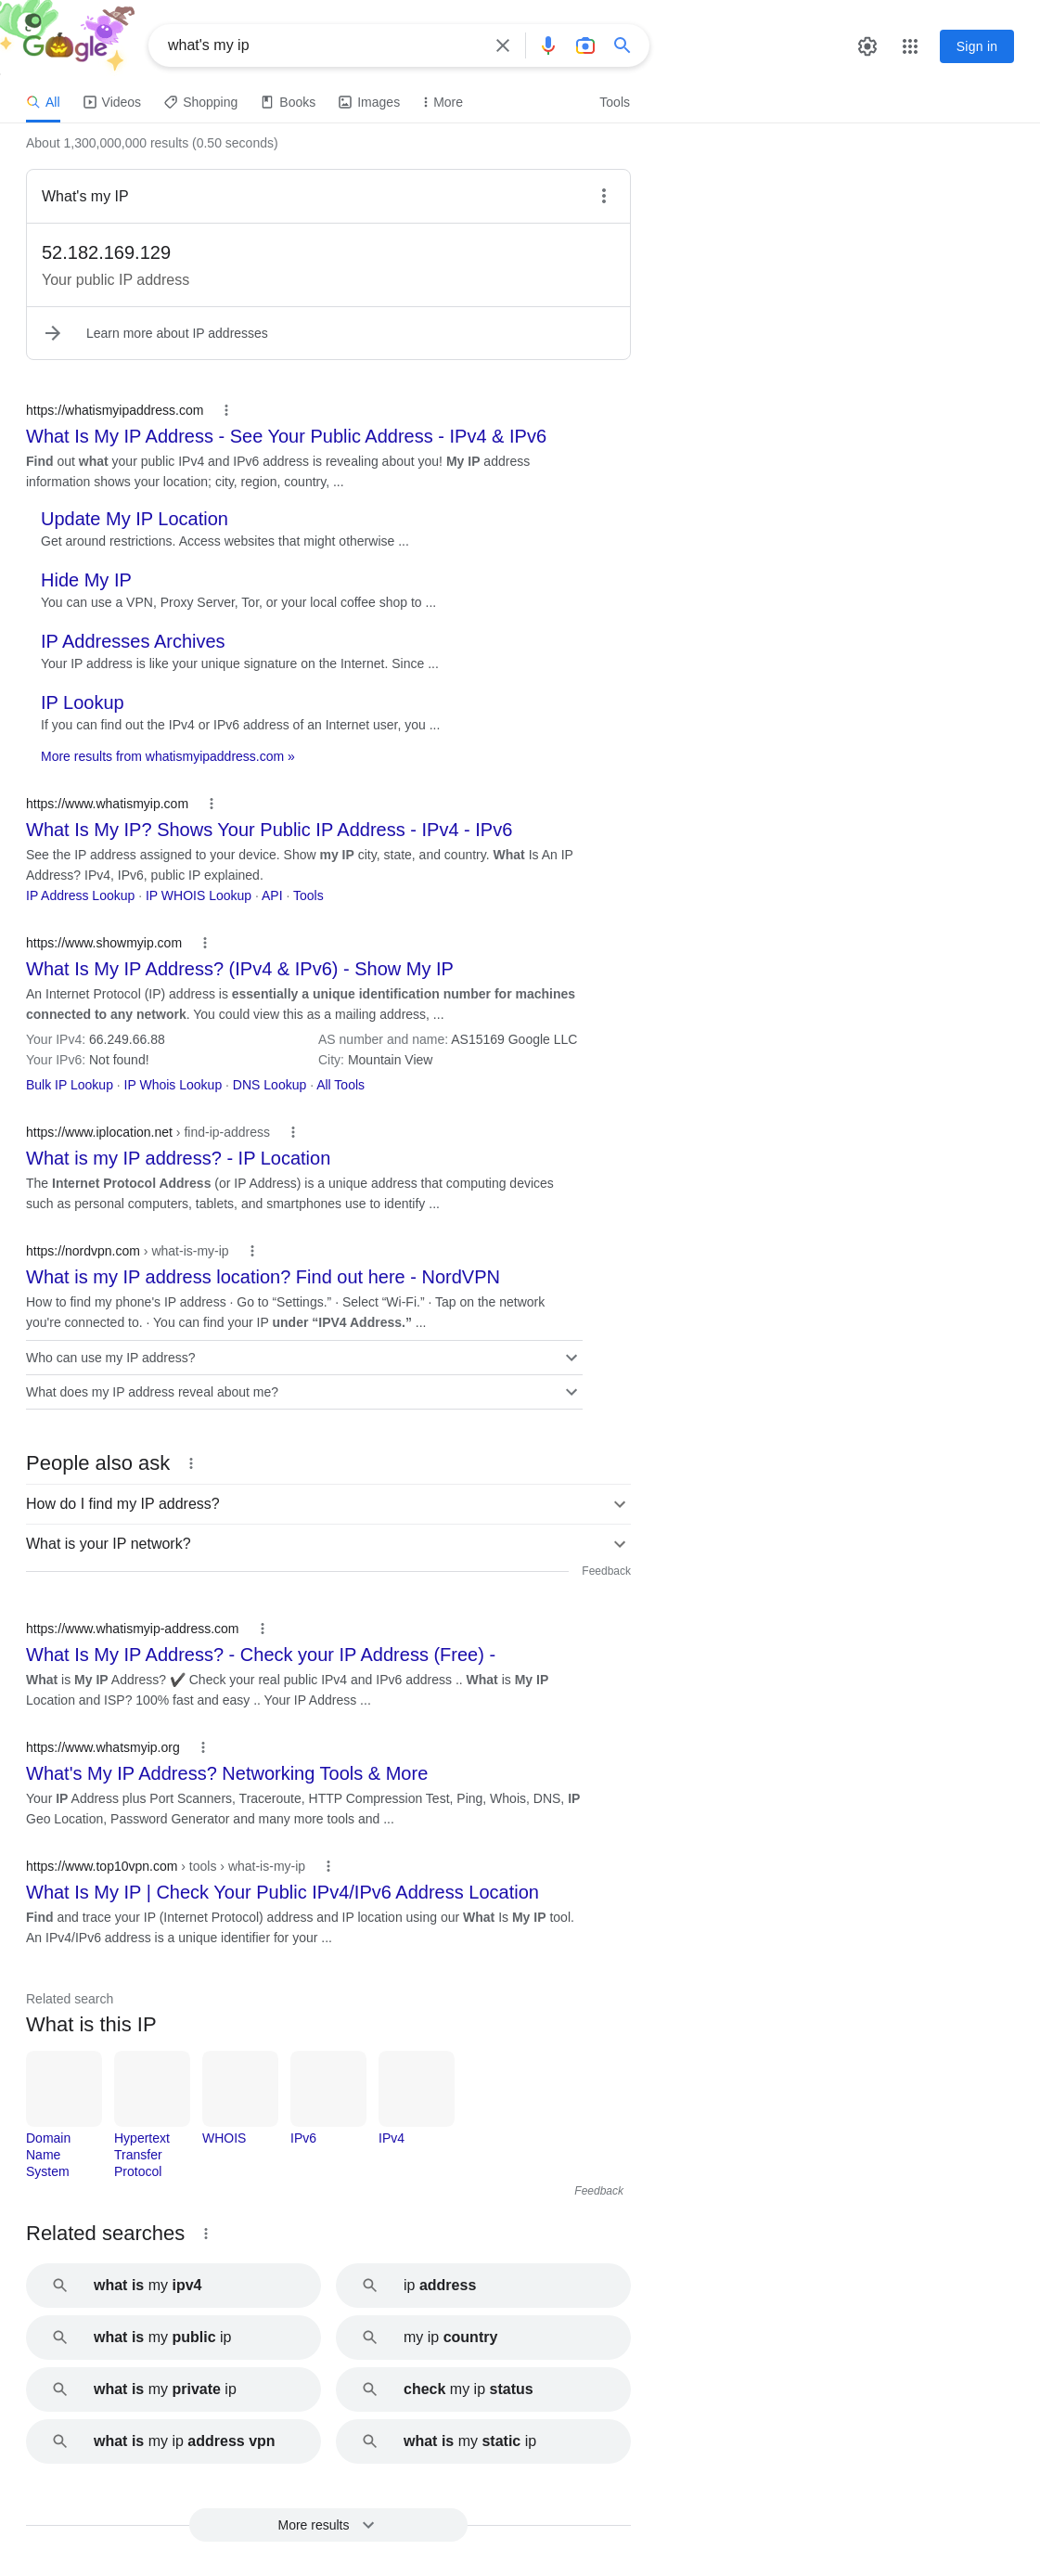 Google
what's my ip
Sign in
All
Videos
Shopping
Books
Images
More
Tools
About 1,300,000,000 results (0.50 seconds)
What's my IP
52.182.169.129
Your public IP address
Learn more about IP addresses
https://whatismyipaddress.com
What Is My IP Address - See Your Public Address - IPv4 & IPv6
Find out what your public IPv4 and IPv6 address is revealing about you! My IP address
information shows your location; city, region, country, ...
Update My IP Location
Get around restrictions. Access websites that might otherwise ...
Hide My IP
You can use a VPN, Proxy Server, Tor, or your local coffee shop to ...
IP Addresses Archives
Your IP address is like your unique signature on the Internet. Since ...
IP Lookup
If you can find out the IPv4 or IPv6 address of an Internet user, you ...
More results from whatismyipaddress.com »
https://www.whatismyip.com
What Is My IP? Shows Your Public IP Address - IPv4 - IPv6
See the IP address assigned to your device. Show my IP city, state, and country. What Is An IP
Address? IPv4, IPv6, public IP explained.
IP Address Lookup · IP WHOIS Lookup · API · Tools
https://www.showmyip.com
What Is My IP Address? (IPv4 & IPv6) - Show My IP
An Internet Protocol (IP) address is essentially a unique identification number for machines
connected to any network. You could view this as a mailing address, ...
Your IPv4: 66.249.66.88
AS number and name: AS15169 Google LLC
Your IPv6: Not found!
City: Mountain View
Bulk IP Lookup · IP Whois Lookup · DNS Lookup · All Tools
https://www.iplocation.net › find-ip-address
What is my IP address? - IP Location
The Internet Protocol Address (or IP Address) is a unique address that computing devices
such as personal computers, tablets, and smartphones use to identify ...
https://nordvpn.com › what-is-my-ip
What is my IP address location? Find out here - NordVPN
How to find my phone's IP address · Go to “Settings.” · Select “Wi-Fi.” · Tap on the network
you're connected to. · You can find your IP under “IPV4 Address.” ...
Who can use my IP address?
What does my IP address reveal about me?
People also ask
How do I find my IP address?
What is your IP network?
Feedback
https://www.whatismyip-address.com
What Is My IP Address? - Check your IP Address (Free) -
What is My IP Address? ✔️ Check your real public IPv4 and IPv6 address .. What is My IP
Location and ISP? 100% fast and easy .. Your IP Address ...
https://www.whatsmyip.org
What's My IP Address? Networking Tools & More
Your IP Address plus Port Scanners, Traceroute, HTTP Compression Test, Ping, Whois, DNS, IP
Geo Location, Password Generator and many more tools and ...
https://www.top10vpn.com › tools › what-is-my-ip
What Is My IP | Check Your Public IPv4/IPv6 Address Location
Find and trace your IP (Internet Protocol) address and IP location using our What Is My IP tool.
An IPv4/IPv6 address is a unique identifier for your ...
Related search
What is this IP
Domain
Name
System
Hypertext
Transfer
Protocol
WHOIS
IPv6
IPv4
Feedback
Related searches
what is my ipv4
ip address
what is my public ip
my ip country
what is my private ip
check my ip status
what is my ip address vpn
what is my static ip
More results